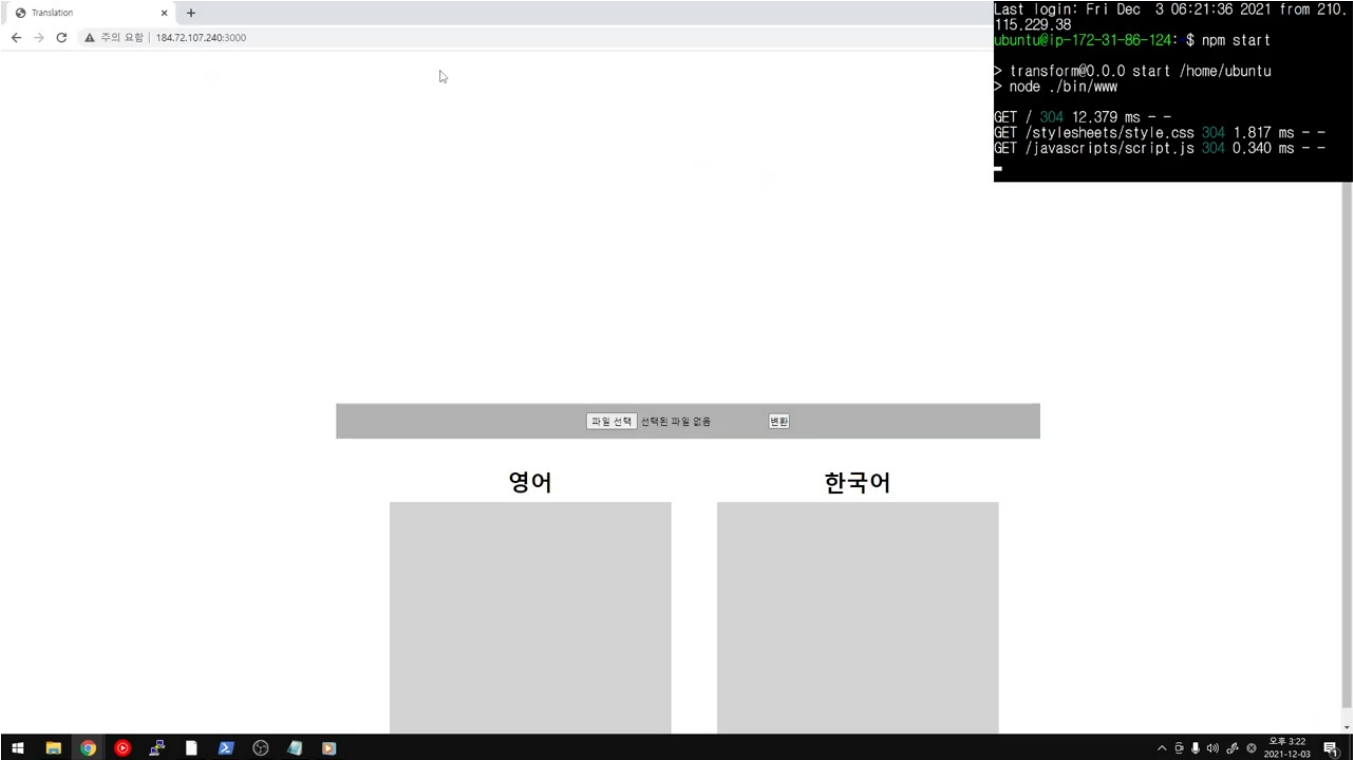 Translation
주의 요함 | 184.72.107.240:3000
Last login: Fri Dec  3 06:21:36 2021 from 210.
115.229.38
ubuntu@ip-172-31-86-124:~$ npm start
> transform@0.0.0 start /home/ubuntu
> node ./bin/www
GET / 304 12.379 ms - -
GET /stylesheets/style.css 304 1.817 ms - -
GET /javascripts/script.js 304 0.340 ms - -
파일 선택 선택된 파일 없음 변환
영어 한국어
오후 3:22
2021-12-03